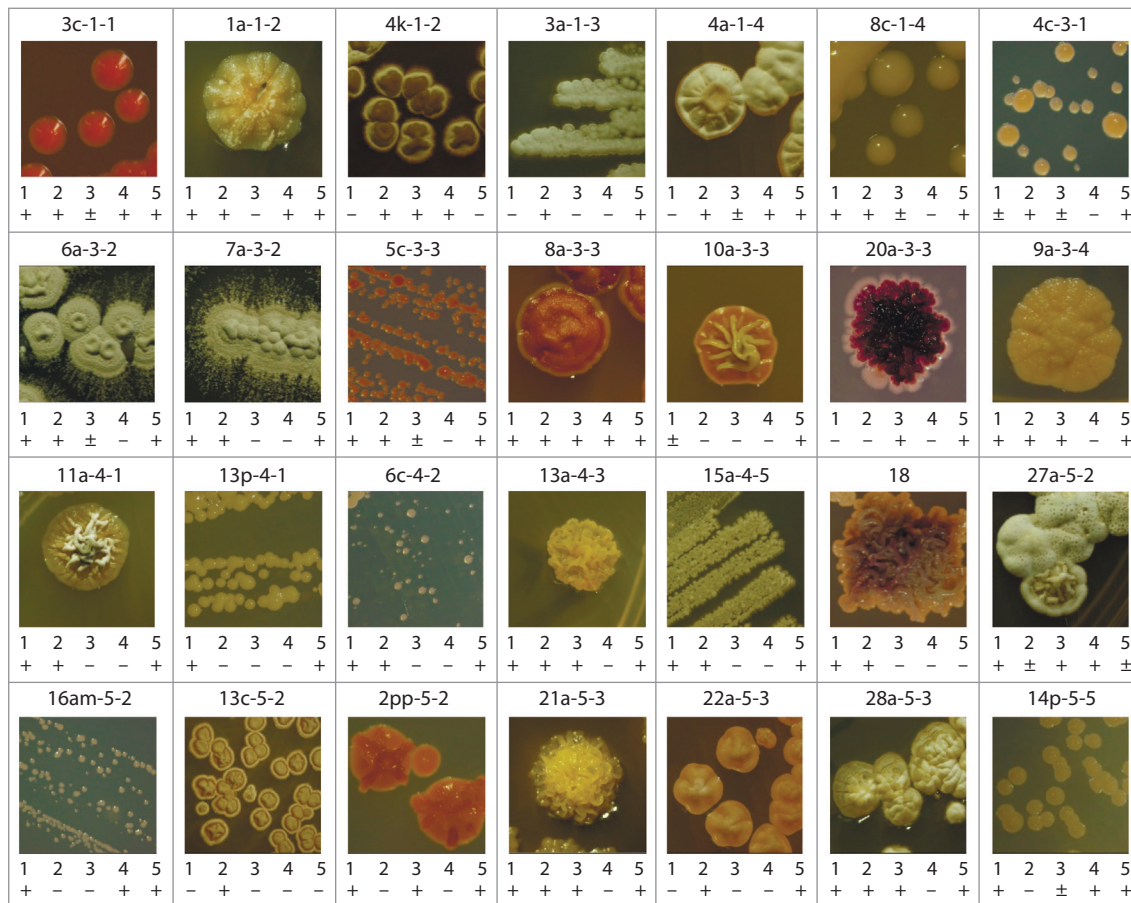 3c-1-1 1a-1-2 4k-1-2 3a-1-3 4a-1-4 8c-1-4 4c-3-1
1 2 3 4 5 1 2 3 4 5 1 2 3 4 5 1 2 3 4 5 1 2 3 4 5 1 2 3 4 5 1 2 3 4 5
+ + ± + + + + – + + – + + + – – + – – + – + ± + + + + ± – + ± + ± – +
6a-3-2 7a-3-2 5c-3-3 8a-3-3 10a-3-3 20a-3-3 9a-3-4
1 2 3 4 5 1 2 3 4 5 1 2 3 4 5 1 2 3 4 5 1 2 3 4 5 1 2 3 4 5 1 2 3 4 5
+ + ± – + + + – – + + + ± – + + + + + + ± – – – + – – + – + + + + – +
11a-4-1 13p-4-1 6c-4-2 13a-4-3 15a-4-5 18 27a-5-2
1 2 3 4 5 1 2 3 4 5 1 2 3 4 5 1 2 3 4 5 1 2 3 4 5 1 2 3 4 5 1 2 3 4 5
+ + – – + + – – – + + + – – + + + + – + + + – – + + + – – – + ± + + ±
16am-5-2 13c-5-2 2pp-5-2 21a-5-3 22a-5-3 28a-5-3 14p-5-5
1 2 3 4 5 1 2 3 4 5 1 2 3 4 5 1 2 3 4 5 1 2 3 4 5 1 2 3 4 5 1 2 3 4 5
+ – – + + – + – – – + – + – + + + + – + – + – – + + + + – + + – ± + +